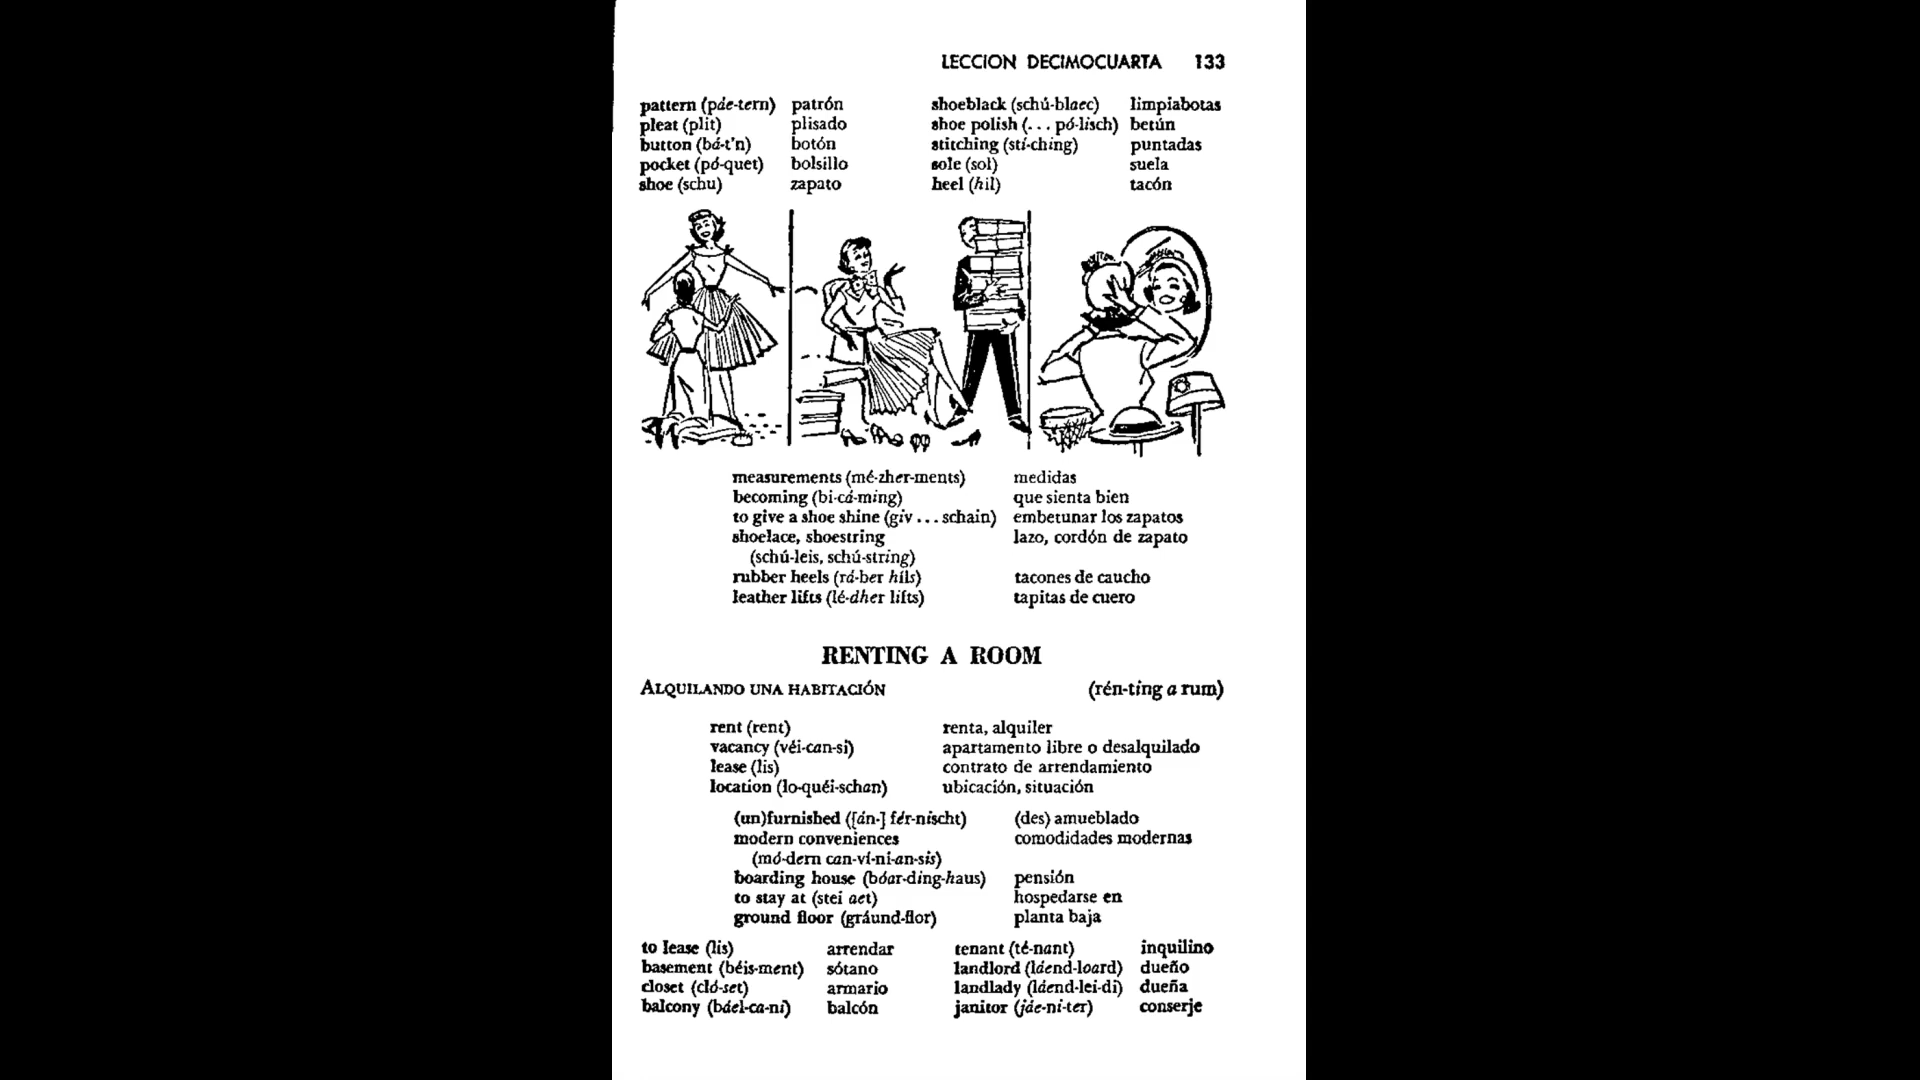 LECCION DECIMOCUARTA 133
pattern (páe-tern) patrón shoeblack (schú-blaec) limpiabotas
pleat (plit) plisado shoe polish (... pó-lisch) betún
button (bá-t'n) botón stitching (stí-ching) puntadas
pocket (pó-quet) bolsillo sole (sol) suela
shoe (schu) zapato heel (hil) tacón
measurements (mé-zher-ments) medidas
becoming (bi-cá-ming) que sienta bien
to give a shoe shine (giv ... schain) embetunar los zapatos
shoelace, shoestring lazo, cordón de zapato
(schú-leis, schú-string)
rubber heels (rá-ber hils) tacones de caucho
leather lifts (lé-dher lifts) tapitas de cuero
RENTING A ROOM
ALQUILANDO UNA HABITACIÓN (rén-ting a rum)
rent (rent) renta, alquiler
vacancy (véi-can-si) apartamento libre o desalquilado
lease (lis) contrato de arrendamiento
location (lo-quéi-schan) ubicación, situación
(un)furnished ([án-] fér-nischt) (des) amueblado
modern conveniences comodidades modernas
(mó-dern can-ví-ni-an-sis)
boarding house (bóar-ding-haus) pensión
to stay at (stei aet) hospedarse en
ground floor (gráund-flor) planta baja
to lease (lis) arrendar tenant (té-nant) inquilino
basement (béis-ment) sótano landlord (láend-loard) dueño
closet (cló-set) armario landlady (láend-lei-di) dueña
balcony (báel-ca-ni) balcón janitor (jáe-ni-ter) conserje